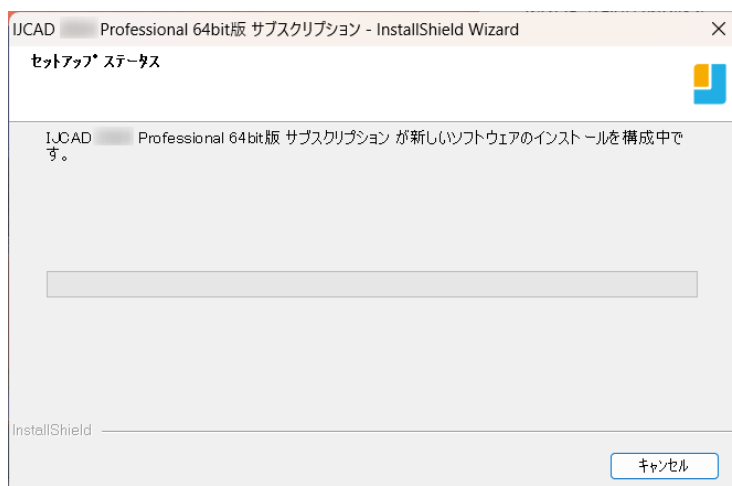 IJCAD Professional 64bit版 サブスクリプション - InstallShield Wizard
セットアップ ステータス
IJCAD Professional 64bit版 サブスクリプション が新しいソフトウェアのインストールを構成中で
す。
InstallShield
キャンセル